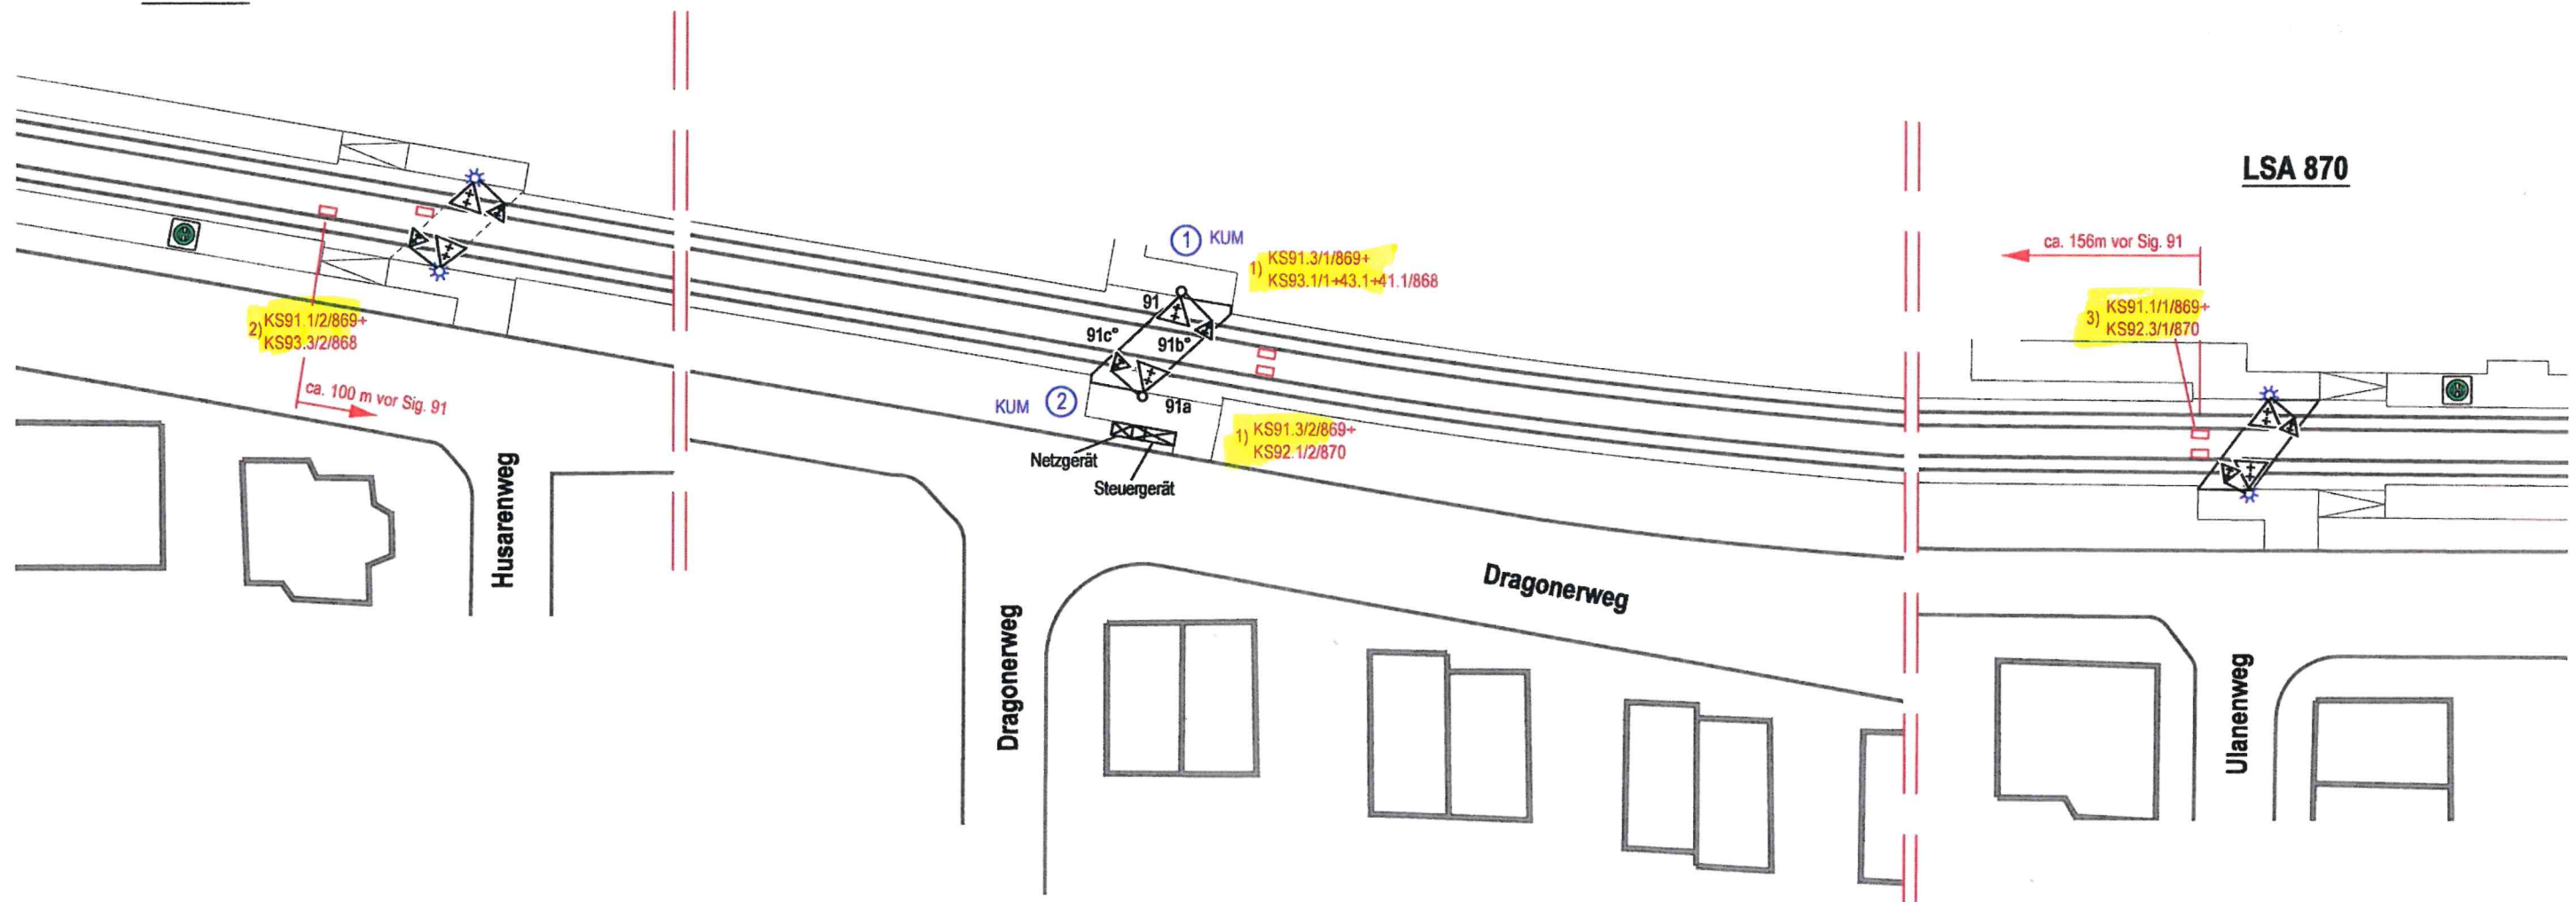 LSA 870
1 KUM
1) KS91.3/1/869+
KS93.1/1+43.1+41.1/868
ca. 156m vor Sig. 91
3) KS91.1/1/869+
KS92.3/1/870
91
91c°
91b°
91a
KUM 2
2) KS91.1/2/869+
KS93.3/2/868
ca. 100 m vor Sig. 91
1) KS91.3/2/869+
KS92.1/2/870
Netzgerät
Steuergerät
Husarenweg
Dragonerweg
Dragonerweg
Ulanenweg